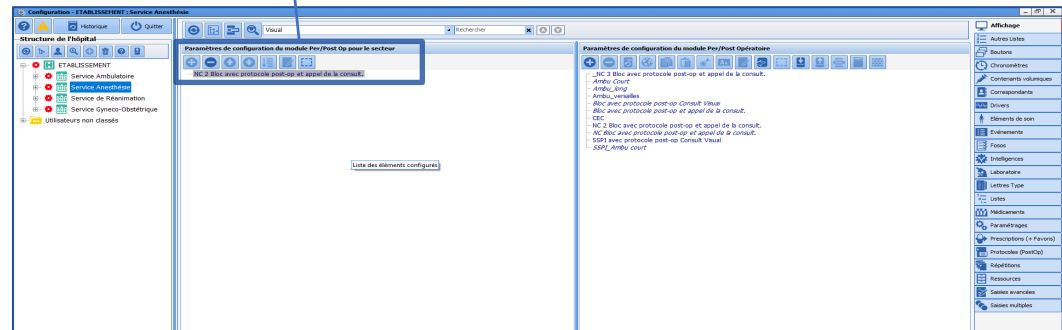 Configuration - ETABLISSEMENT : Service Anesthésie
Historique
Quitter
Visual
Rechercher
Structure de l'hôpital
ETABLISSEMENT
Service Ambulatoire
Service Anesthésie
Service de Réanimation
Service Gyneco-Obstétrique
Utilisateurs non classés
Paramètres de configuration du module Per/Post Op pour le secteur
NC 2 Bloc avec protocole post-op et appel de la consult.
Liste des éléments configurés
Paramètres de configuration du module Per/Post Opératoire
_NC 3 Bloc avec protocole post-op et appel de la consult.
Ambu Court
Ambu_long
Ambu_versailles
Bloc avec protocole post-op Consult Visual
Bloc avec protocole post-op et appel de la consult.
CEC
NC 2 Bloc avec protocole post-op et appel de la consult.
NC Bloc avec protocole post-op et appel de la consult.
SSPI avec protocole post-op Consult Visual
SSPI_Ambu court
Affichage
Autres Listes
Boutons
Chronomètres
Contenants volumiques
Correspondants
Drivers
Eléments de soin
Evénements
Fosos
Intelligences
Laboratoire
Lettres Type
Listes
Médicaments
Paramétrages
Prescriptions (+ Favoris)
Protocoles (PostOp)
Répétitions
Ressources
Saisies avancées
Saisies multiples